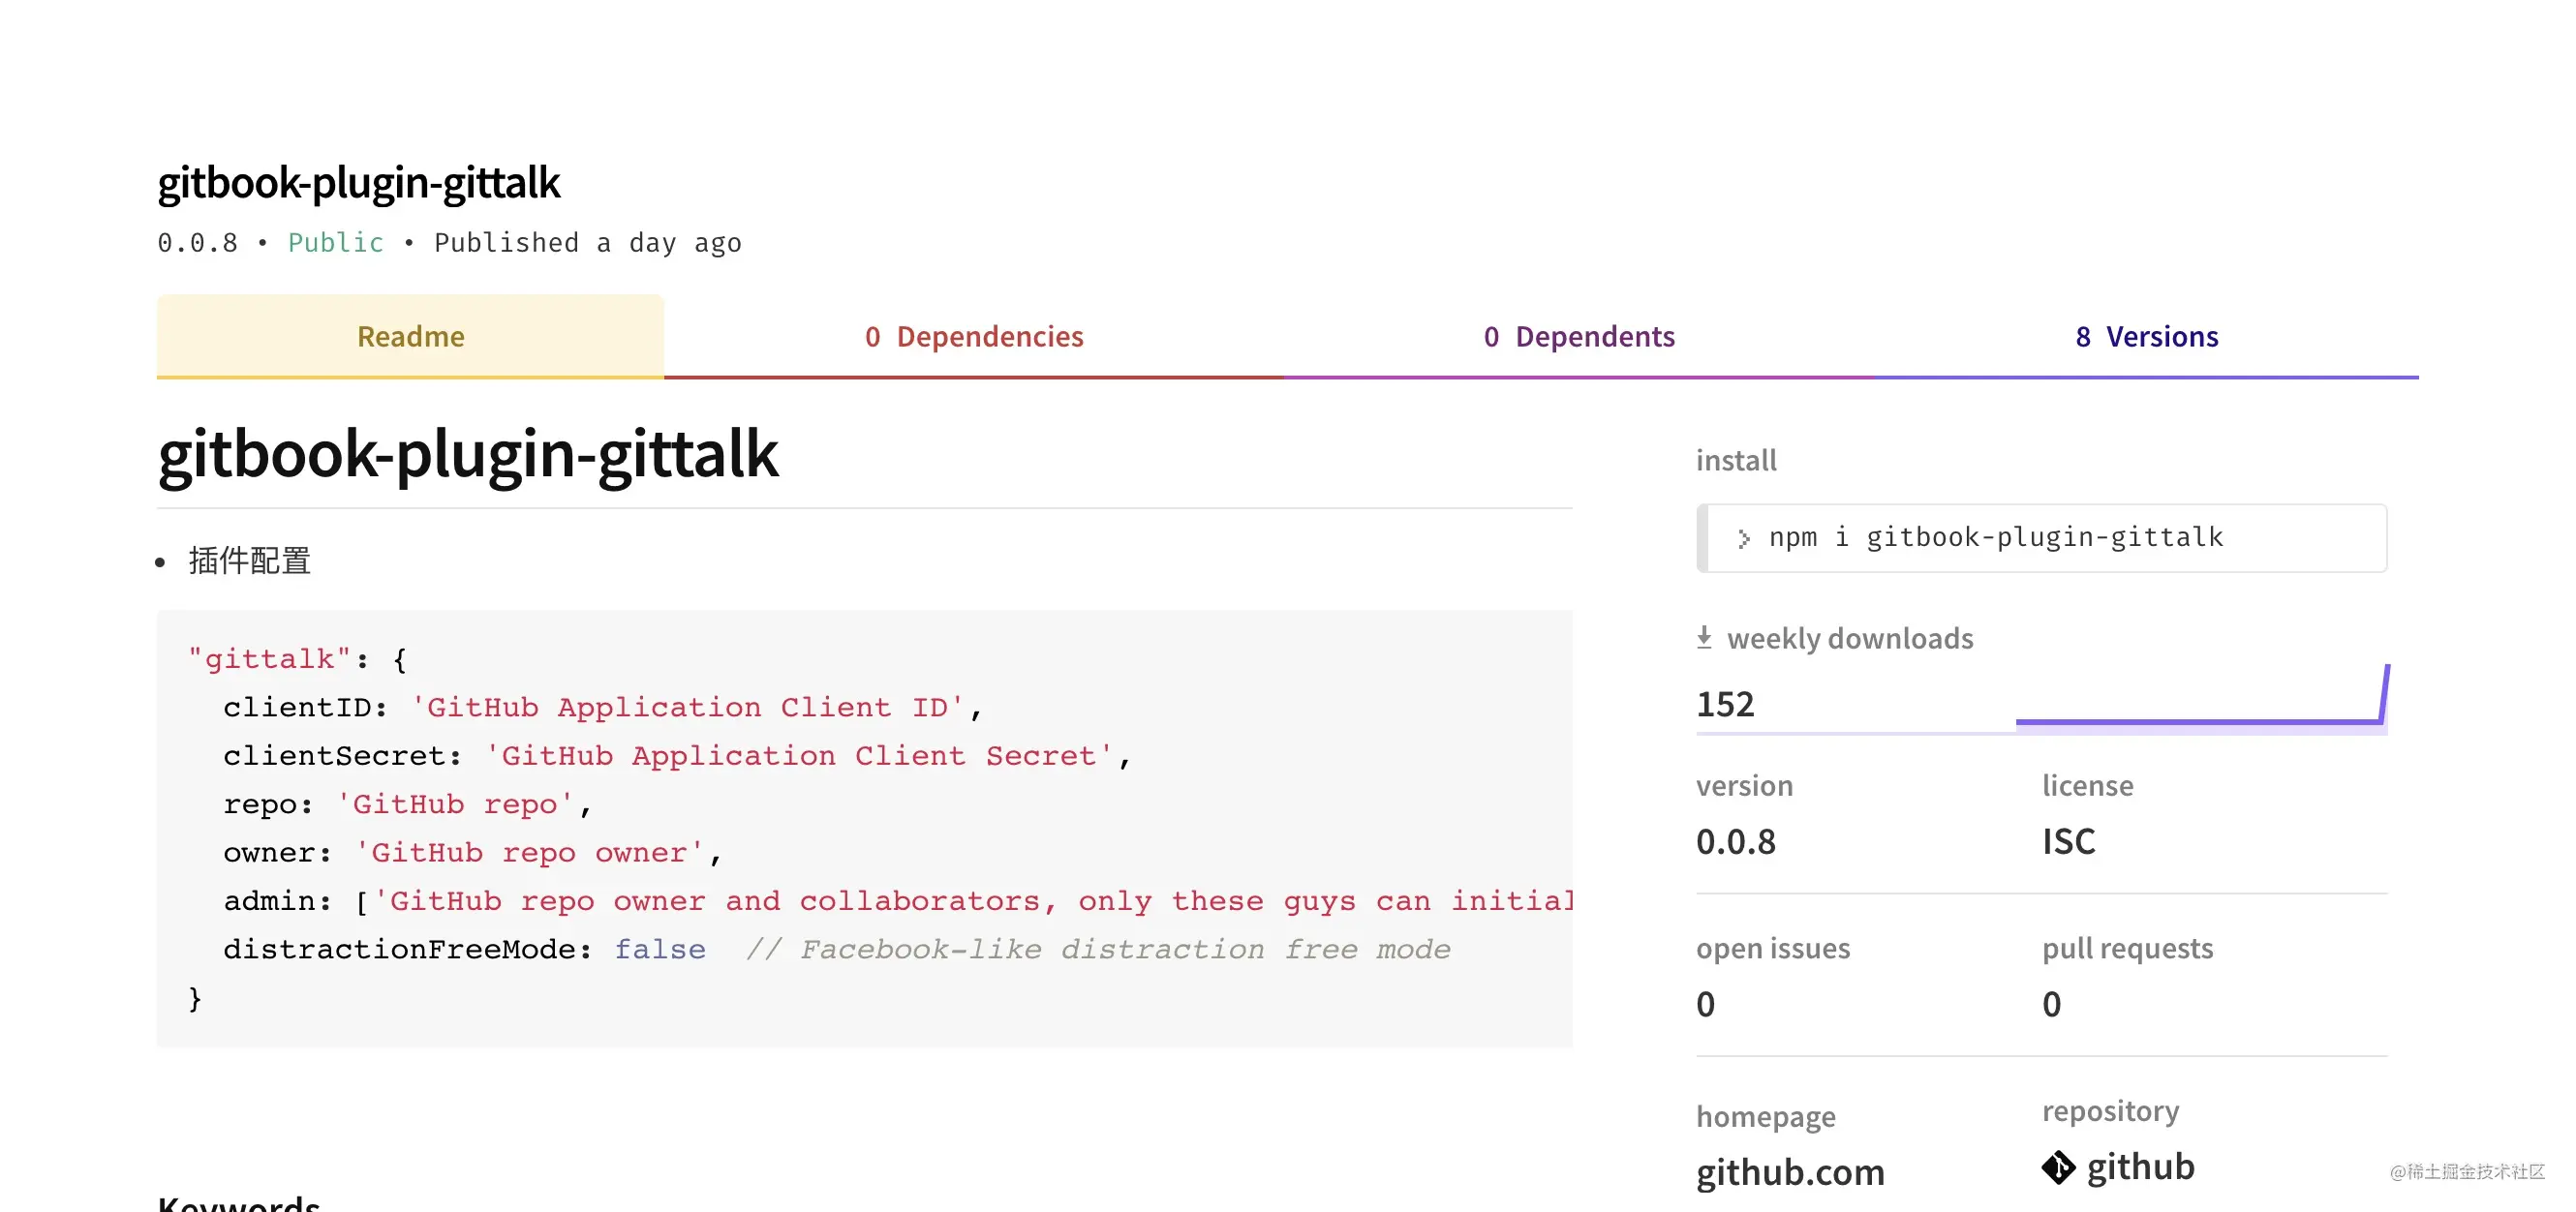 gitbook-plugin-gittalk
0.0.8 • Public • Published a day ago
Readme
0 Dependencies
0 Dependents
8 Versions
gitbook-plugin-gittalk
• 插件配置
"gittalk": {
  clientID: 'GitHub Application Client ID',
  clientSecret: 'GitHub Application Client Secret',
  repo: 'GitHub repo',
  owner: 'GitHub repo owner',
  admin: ['GitHub repo owner and collaborators, only these guys can initial
  distractionFreeMode: false  // Facebook-like distraction free mode
}
Keywords
install
npm i gitbook-plugin-gittalk
weekly downloads
152
version
license
0.0.8
ISC
open issues
pull requests
0
0
homepage
repository
github.com
github
@稀土掘金技术社区